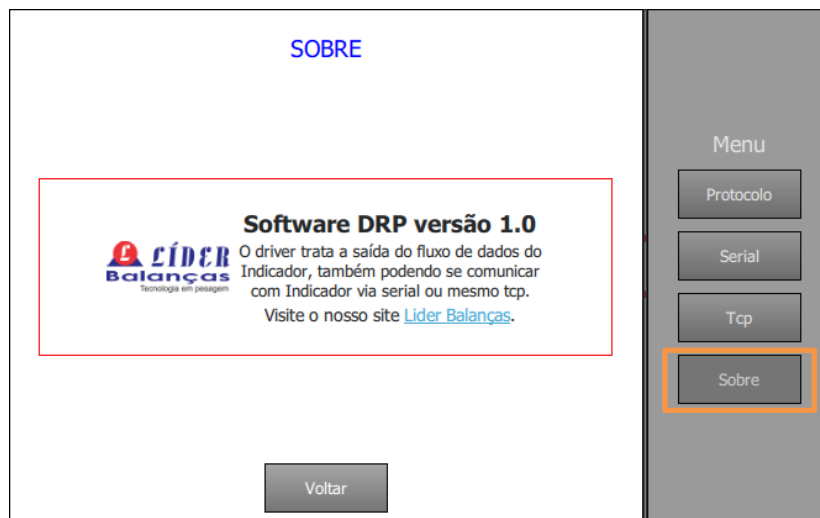 SOBRE
LÍDER
Balanças
Tecnologia em pesagem
Software DRP versão 1.0
O driver trata a saída do fluxo de dados do
Indicador, também podendo se comunicar
com Indicador via serial ou mesmo tcp.
Visite o nosso site Lider Balanças.
Voltar
Menu
Protocolo
Serial
Tcp
Sobre